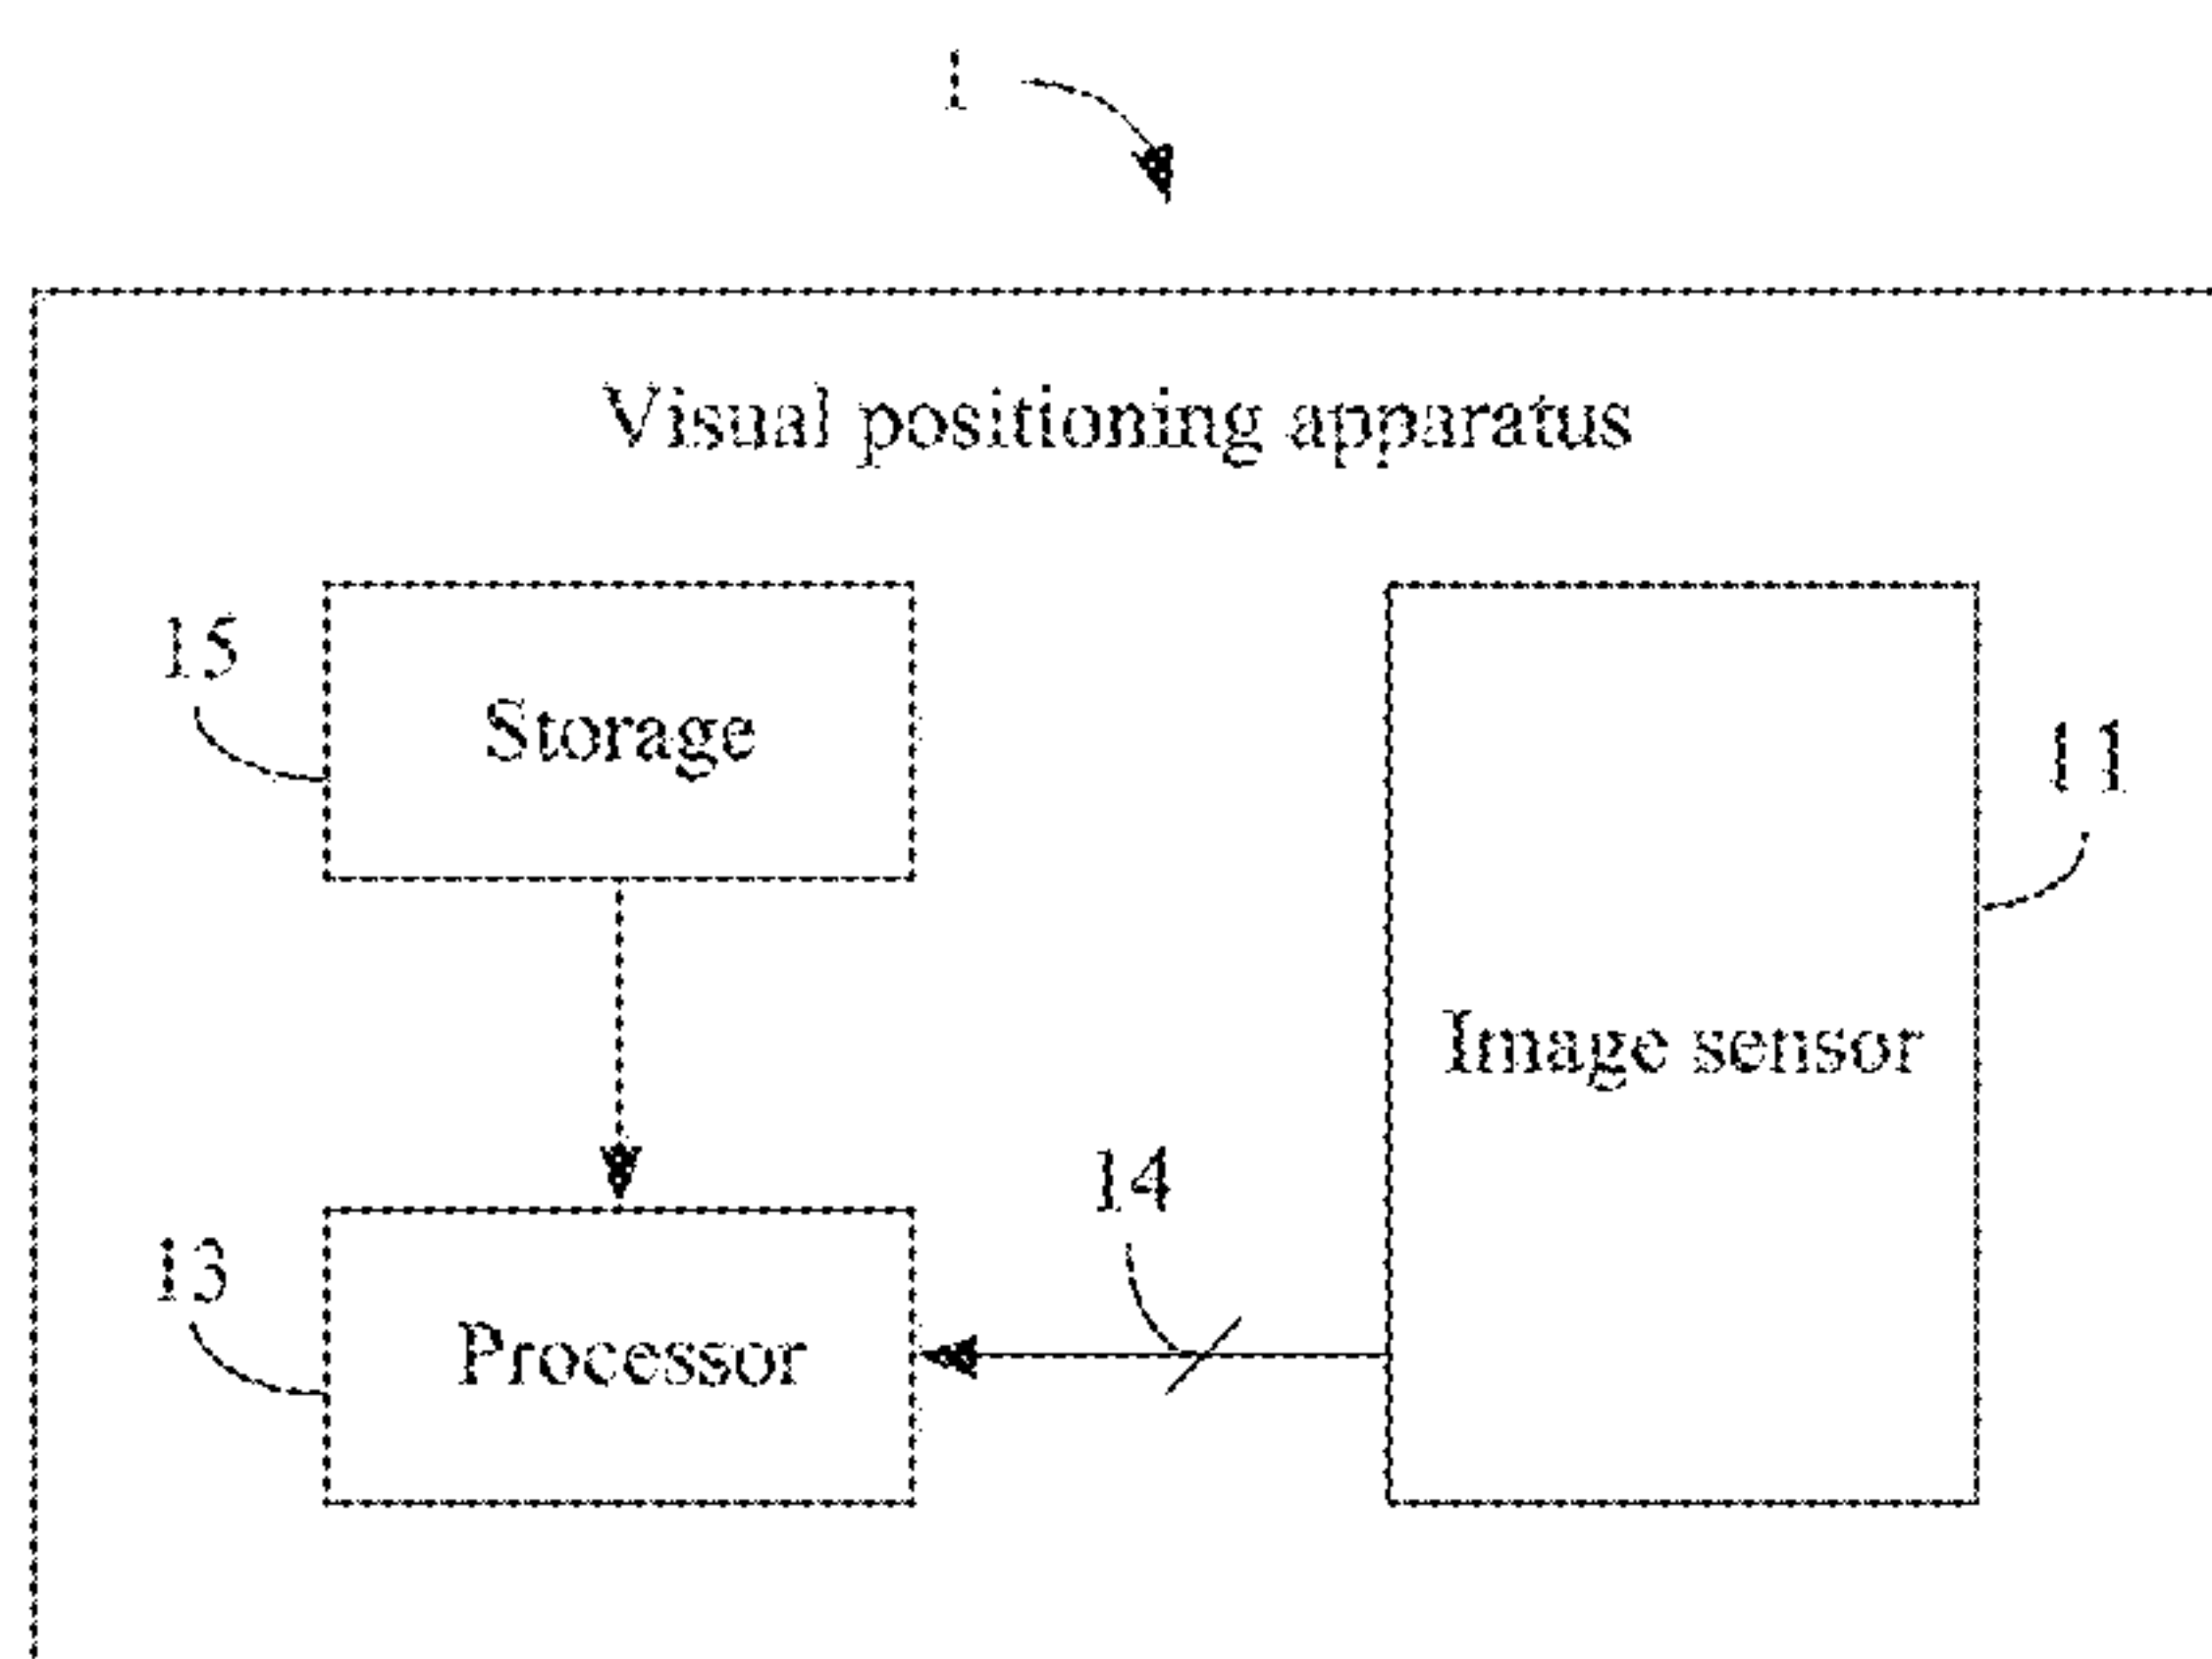 1
Visual positioning apparatus
15
Storage
11
Image sensor
14
13
Processor